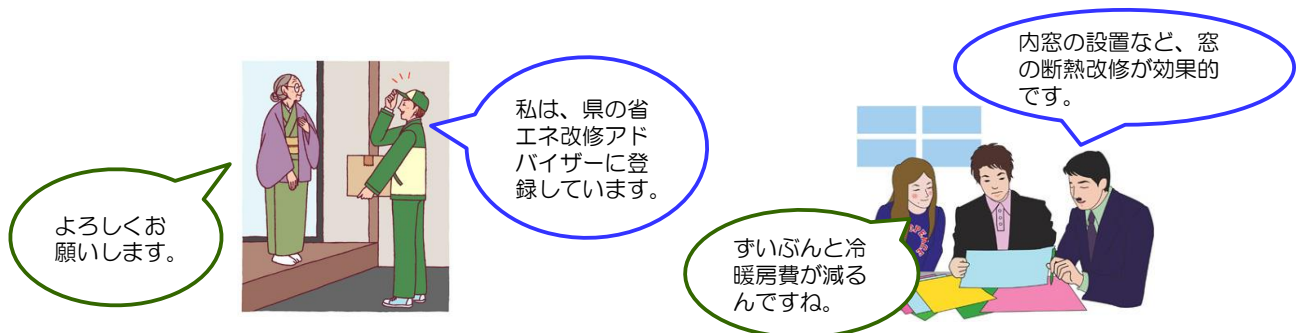 よろしくお
願いします。
私は、県の省
エネ改修アド
バイザーに登
録しています。
内窓の設置など、窓
の断熱改修が効果的
です。
ずいぶんと冷
暖房費が減る
んですね。